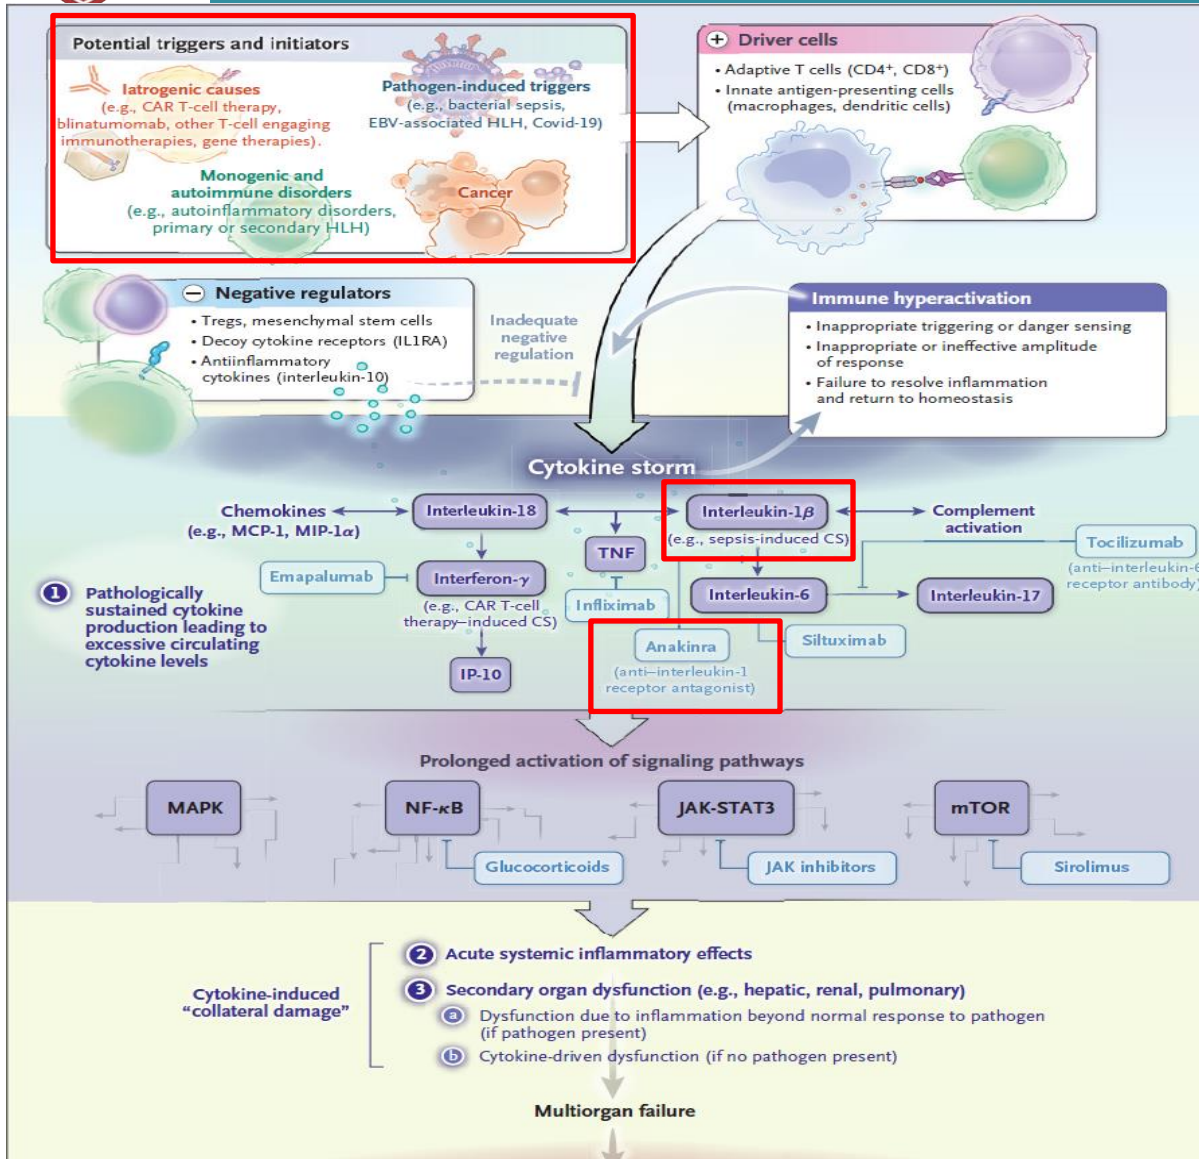 Potential triggers and initiators
Iatrogenic causes
(e.g., CAR T-cell therapy,
blinatumomab, other T-cell engaging
immunotherapies, gene therapies).
Pathogen-induced triggers
(e.g., bacterial sepsis,
EBV-associated HLH, Covid-19)
Monogenic and
autoimmune disorders
(e.g., autoinflammatory disorders,
primary or secondary HLH)
Cancer
+ Driver cells
• Adaptive T cells (CD4⁺, CD8⁺)
• Innate antigen-presenting cells
(macrophages, dendritic cells)
− Negative regulators
• Tregs, mesenchymal stem cells
• Decoy cytokine receptors (IL1RA)
• Antiinflammatory
cytokines (interleukin-10)
Inadequate
negative
regulation
Immune hyperactivation
• Inappropriate triggering or danger sensing
• Inappropriate or ineffective amplitude
of response
• Failure to resolve inflammation
and return to homeostasis
Cytokine storm
Chemokines
(e.g., MCP-1, MIP-1α)
Interleukin-18
TNF
Interleukin-1β
(e.g., sepsis-induced CS)
Complement
activation
Tocilizumab
(anti–interleukin-6
receptor antibody)
Emapalumab
Interferon-γ
(e.g., CAR T-cell
therapy–induced CS)
Infliximab
Interleukin-6
Interleukin-17
1 Pathologically
sustained cytokine
production leading to
excessive circulating
cytokine levels
IP-10
Anakinra
(anti–interleukin-1
receptor antagonist)
Siltuximab
Prolonged activation of signaling pathways
MAPK
NF-κB
JAK-STAT3
mTOR
Glucocorticoids
JAK inhibitors
Sirolimus
Cytokine-induced
“collateral damage”
2 Acute systemic inflammatory effects
3 Secondary organ dysfunction (e.g., hepatic, renal, pulmonary)
a Dysfunction due to inflammation beyond normal response to pathogen
(if pathogen present)
b Cytokine-driven dysfunction (if no pathogen present)
Multiorgan failure